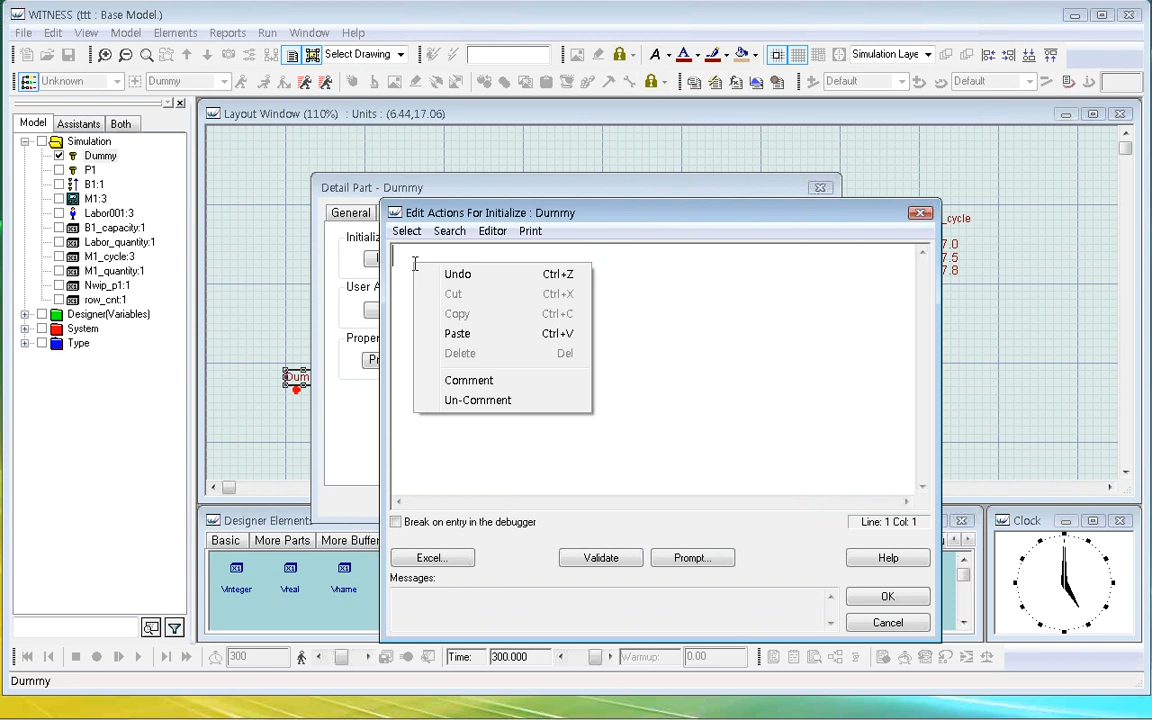 WITNESS (ttt : Base Model.)
File Edit View Model Elements Reports Run Window Help
Select Drawing
Simulation Laye
Unknown
Dummy
Default
Default
Model Assistants Both
Simulation
Dummy
P1
B1:1
M1:3
Labor001:3
B1_capacity:1
Labor_quantity:1
M1_cycle:3
M1_quantity:1
Nwip_p1:1
row_cnt:1
Designer(Variables)
System
Type
Layout Window (110%) : Units : (6.44,17.06)
_cycle
7.0
7.5
7.8
Detail Part - Dummy
General
Initializ
User A
Proper
Pr
Edit Actions For Initialize : Dummy
Select Search Editor Print
Undo Ctrl+Z
Cut Ctrl+X
Copy Ctrl+C
Paste Ctrl+V
Delete Del
Comment
Un-Comment
Break on entry in the debugger
Line: 1 Col: 1
Excel... Validate Prompt... Help
Messages:
OK
Cancel
Designer Elements
Basic More Parts More Buffer
Vinteger Vreal Vname
Clock
300
Time: 300.000
Warmup: 0.00
Dummy